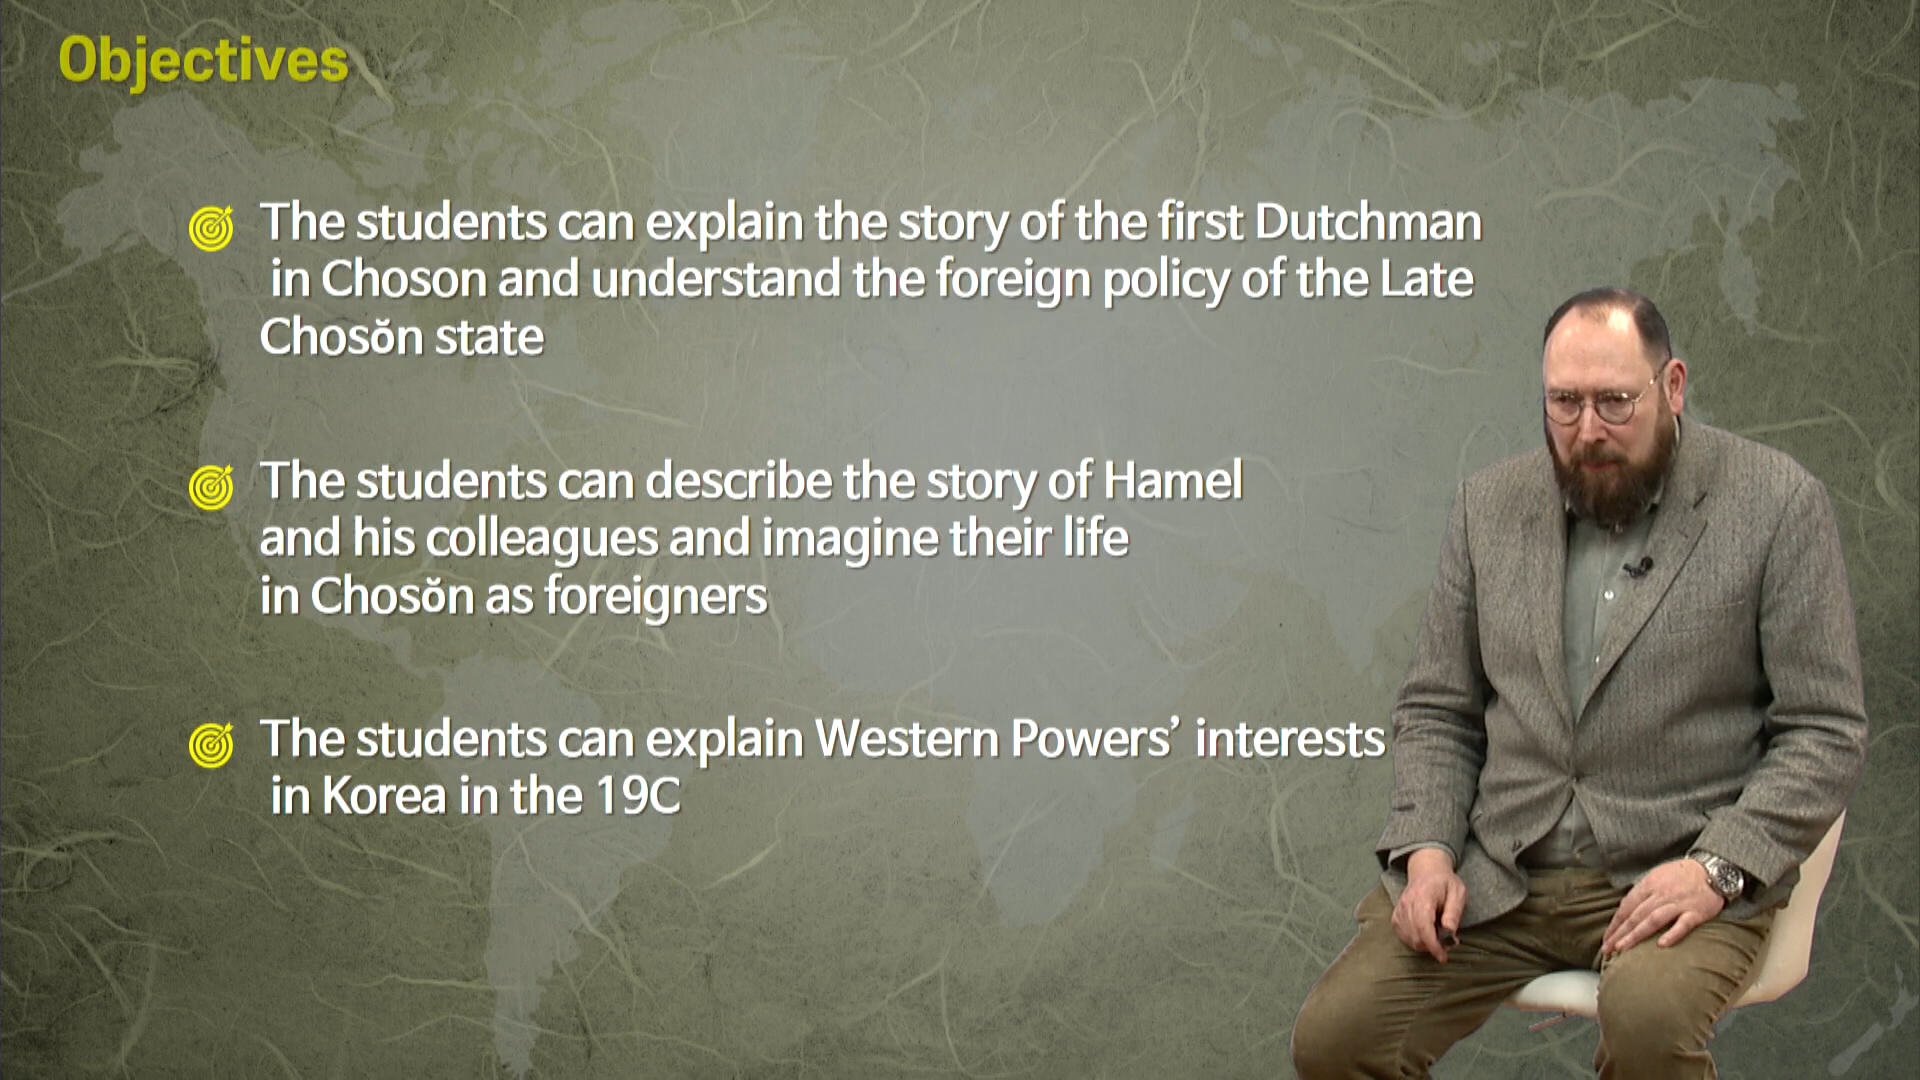 Objectives
The students can explain the story of the first Dutchman
in Choson and understand the foreign policy of the Late
Chosŏn state
The students can describe the story of Hamel
and his colleagues and imagine their life
in Chosŏn as foreigners
The students can explain Western Powers’ interests
in Korea in the 19C